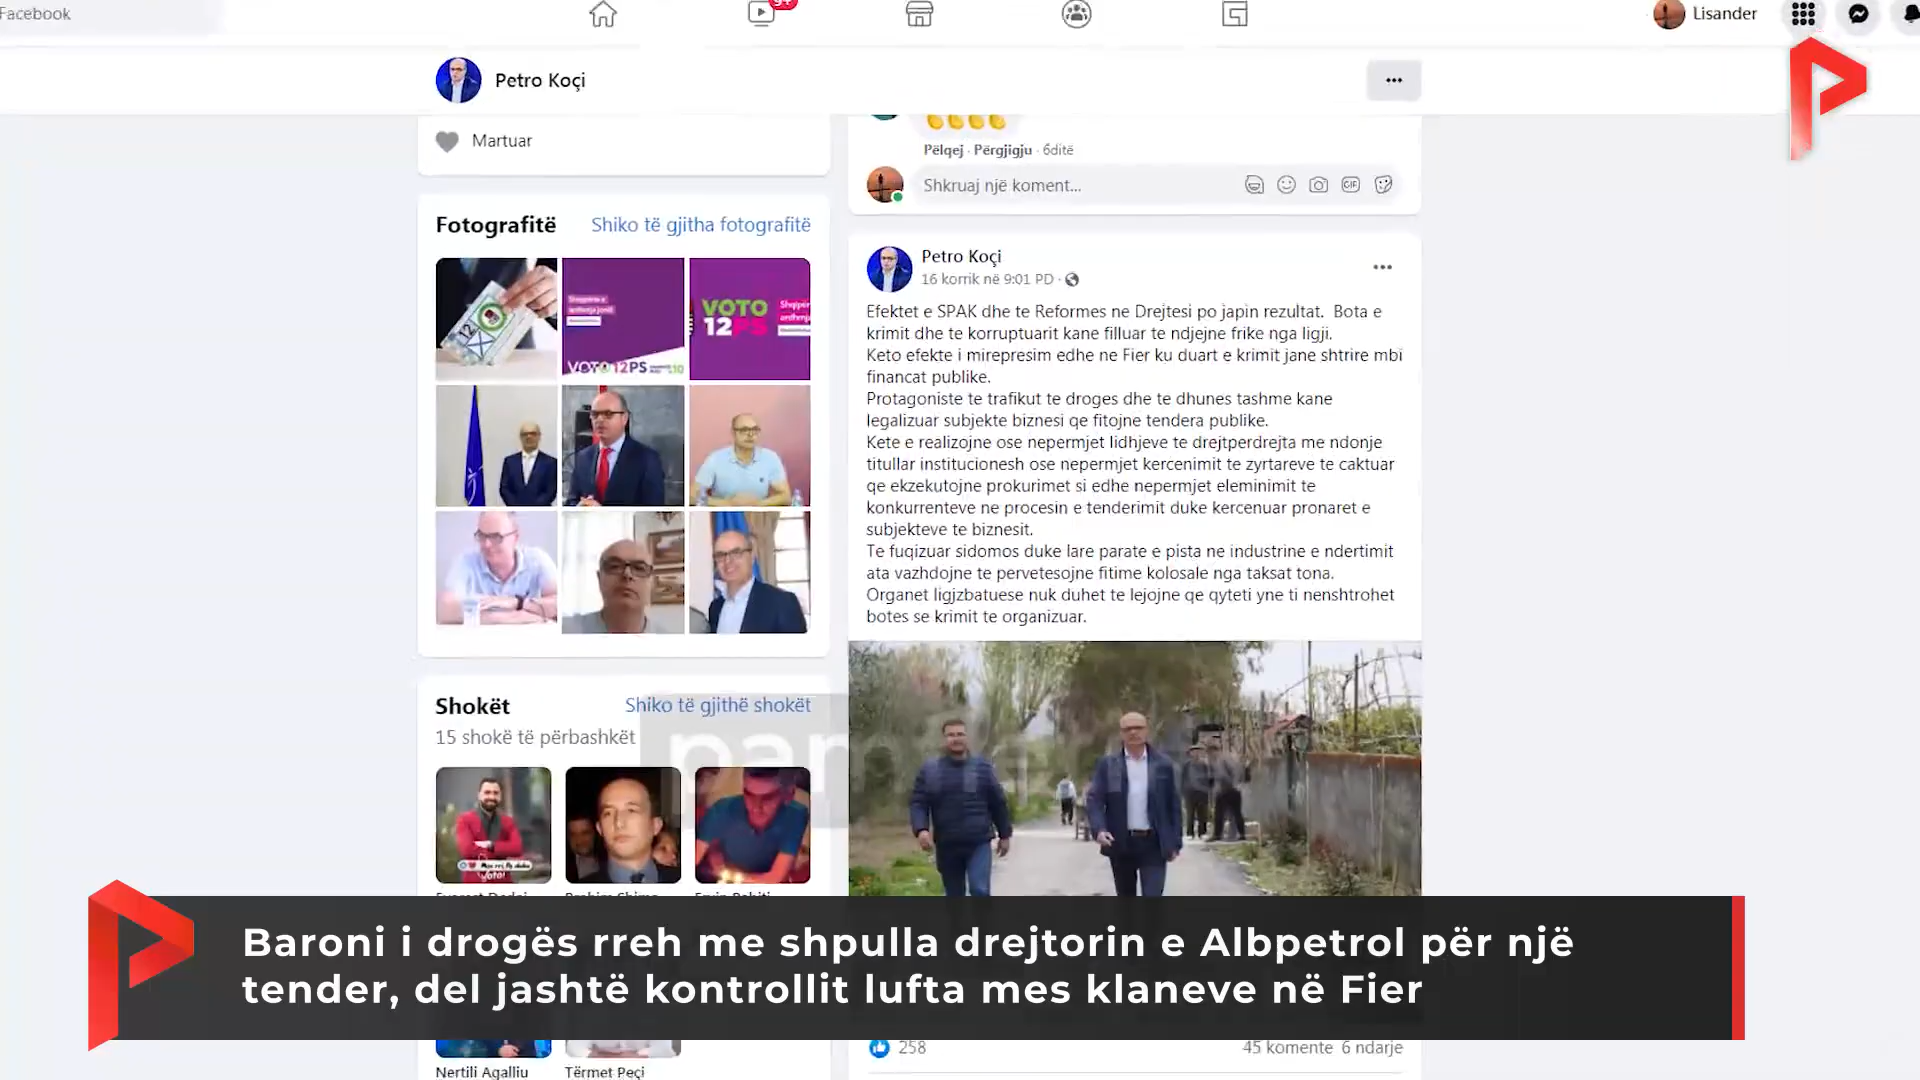 Facebook
9+
Lisander
Petro Koçi
Martuar
Pëlqej · Përgjigju · 6ditë
Shkruaj një koment...
GIF
Fotografitë
Shiko të gjitha fotografitë
VOTO 12PS
VOTO
12PS
Shokët
Shiko të gjithë shokët
15 shokë të përbashkët
Nertili Agalliu
Tërmet Peçi
Petro Koçi
16 korrik në 9:01 PD ·
Efektet e SPAK dhe te Reformes ne Drejtesi po japin rezultat. Bota e
krimit dhe te korruptuarit kane filluar te ndjejne frike nga ligji.
Keto efekte i mirepresim edhe ne Fier ku duart e krimit jane shtrire mbi
financat publike.
Protagoniste te trafikut te droges dhe te dhunes tashme kane
legalizuar subjekte biznesi qe fitojne tendera publike.
Kete e realizojne ose nepermjet lidhjeve te drejtperdrejta me ndonje
titullar institucionesh ose nepermjet kercenimit te zyrtareve te caktuar
qe ekzekutojne prokurimet si edhe nepermjet eleminimit te
konkurrenteve ne procesin e tenderimit duke kercenuar pronaret e
subjekteve te biznesit.
Te fuqizuar sidomos duke lare parate e pista ne industrine e ndertimit
ata vazhdojne te pervetesojne fitime kolosale nga taksat tona.
Organet ligjzbatuese nuk duhet te lejojne qe qyteti yne ti nenshtrohet
botes se krimit te organizuar.
Baroni i drogës rreh me shpulla drejtorin e Albpetrol për një
tender, del jashtë kontrollit lufta mes klaneve në Fier
258
45 komente 6 ndarje